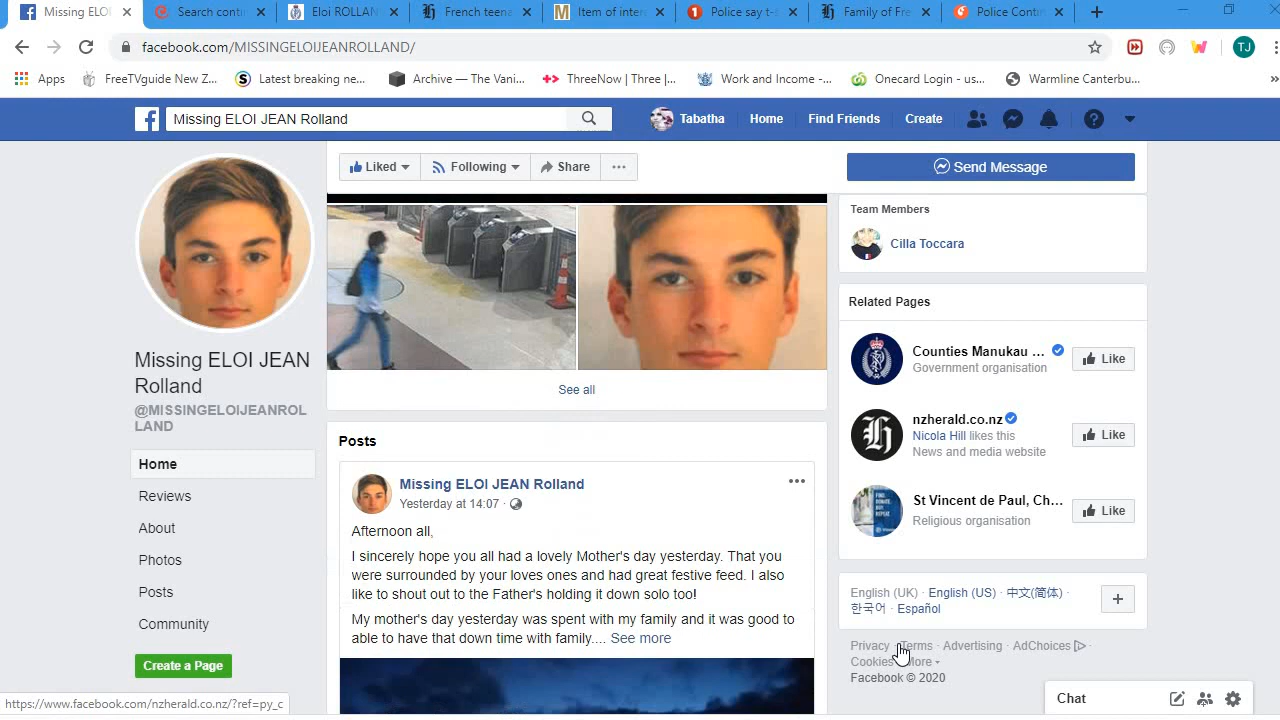 Missing EL
Search conti
Eloi ROLLAN
French teena
Item of inter
Police say t-s
Family of Fre
Police Contin
facebook.com/MISSINGELOIJEANROLLAND/
TJ
Apps
FreeTVguide New Z...
Latest breaking ne...
Archive — The Vani...
ThreeNow | Three |...
Work and Income -...
Onecard Login - us...
Warmline Canterbu...
Missing ELOI JEAN Rolland
Tabatha
Home
Find Friends
Create
Liked
Following
Share
Send Message
Missing ELOI JEAN
Rolland
@MISSINGELOIJEANROL
LAND
Home
Reviews
About
Photos
Posts
Community
Create a Page
See all
Posts
Missing ELOI JEAN Rolland
Yesterday at 14:07 ·
Afternoon all,
I sincerely hope you all had a lovely Mother's day yesterday. That you
were surrounded by your loves ones and had great festive feed. I also
like to shout out to the Father's holding it down solo too!
My mother's day yesterday was spent with my family and it was good to
able to have that down time with family.... See more
Team Members
Cilla Toccara
Related Pages
Counties Manukau ...
Government organisation
Like
nzherald.co.nz
Nicola Hill likes this
News and media website
Like
St Vincent de Paul, Ch...
Religious organisation
Like
English (UK) · English (US) · 中文(简体) ·
한국어 · Español
Privacy · Terms · Advertising · AdChoices ·
Cookies · More
Facebook © 2020
Chat
https://www.facebook.com/nzherald.co.nz/?ref=py_c